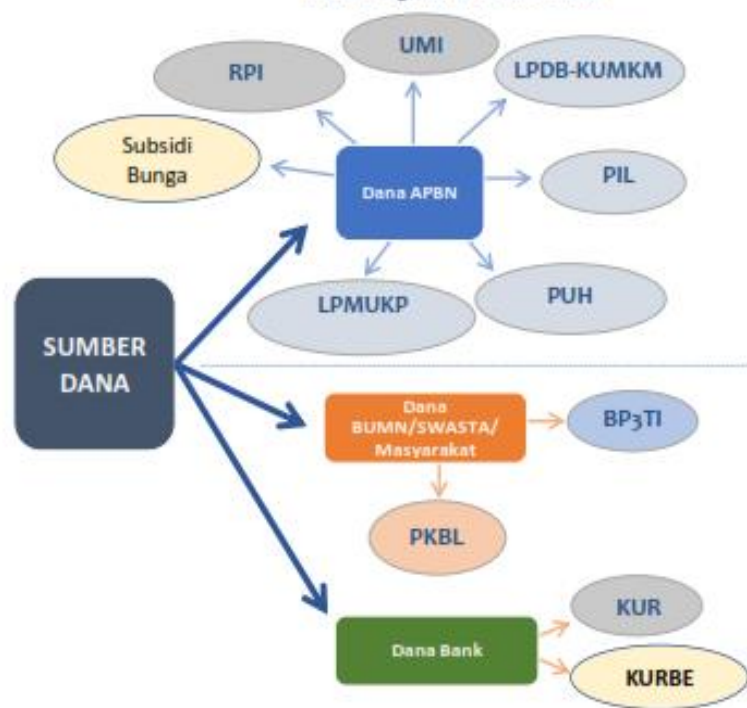 UMI
RPI
LPDB-KUMKM
Subsidi
Bunga
Dana APBN
PIL
LPMUKP
PUH
SUMBER
DANA
Dana
BUMN/SWASTA/
Masyarakat
BP3TI
PKBL
KUR
Dana Bank
KURBE